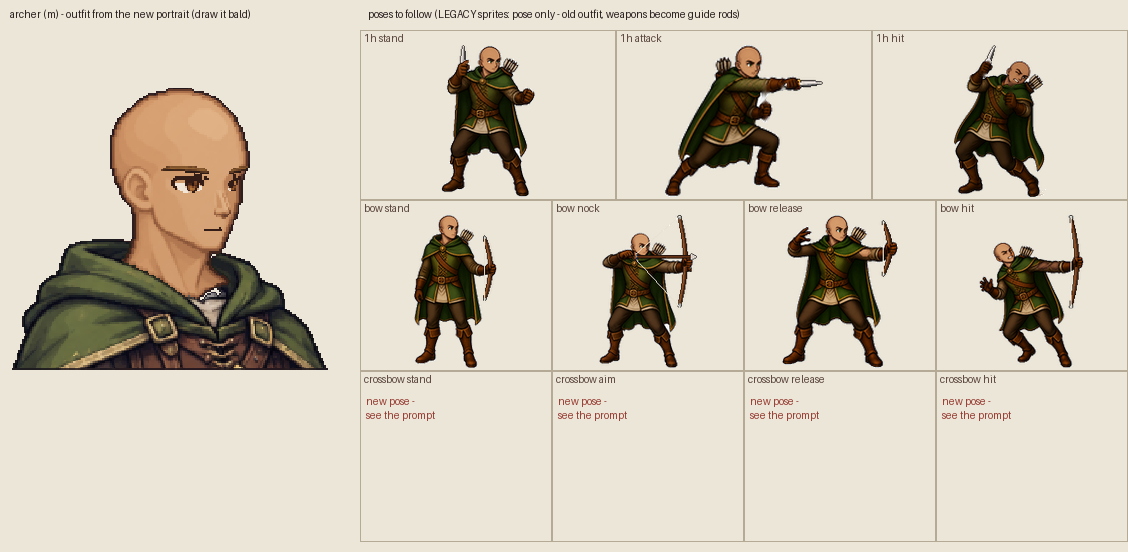 archer (m) - outfit from the new portrait (draw it bald)
poses to follow (LEGACY sprites: pose only - old outfit, weapons become guide rods)
1h stand
1h attack
1h hit
bow stand
bow nock
bow release
bow hit
crossbow stand
crossbow aim
crossbow release
crossbow hit
new pose -
see the prompt
new pose -
see the prompt
new pose -
see the prompt
new pose -
see the prompt